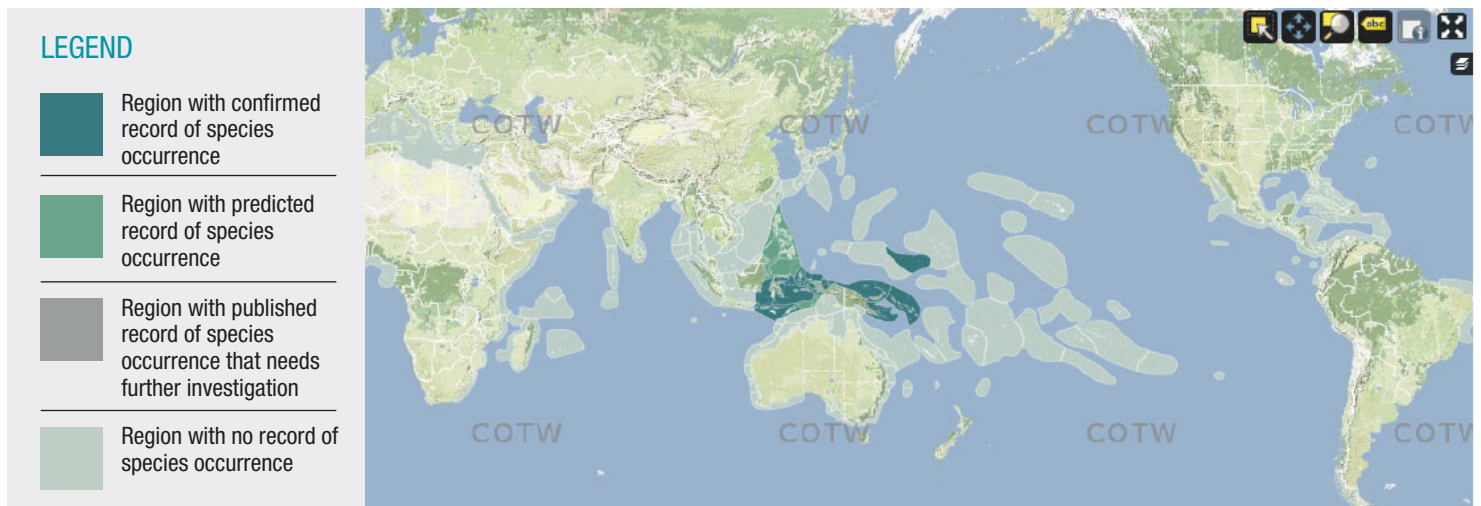 LEGEND
Region with confirmed
record of species
occurrence
Region with predicted
record of species
occurrence
Region with published
record of species
occurrence that needs
further investigation
Region with no record of
species occurrence
abc
COTW COTW COTW COTW
COTW COTW COTW COTW